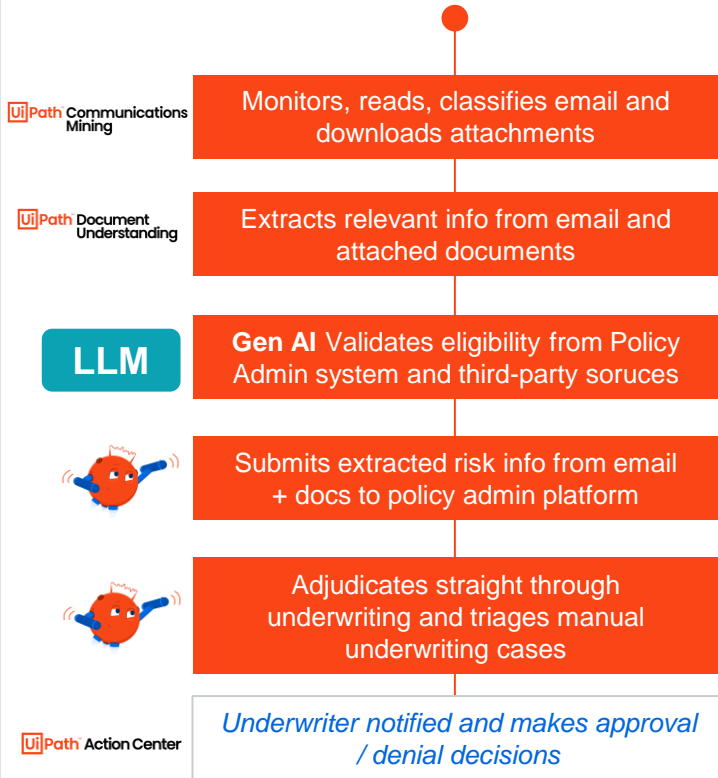 UiPath Communications
Mining
Monitors, reads, classifies email and
downloads attachments
UiPath Document
Understanding
Extracts relevant info from email and
attached documents
LLM
Gen AI Validates eligibility from Policy
Admin system and third-party soruces
Submits extracted risk info from email
+ docs to policy admin platform
Adjudicates straight through
underwriting and triages manual
underwriting cases
UiPath Action Center
Underwriter notified and makes approval
/ denial decisions